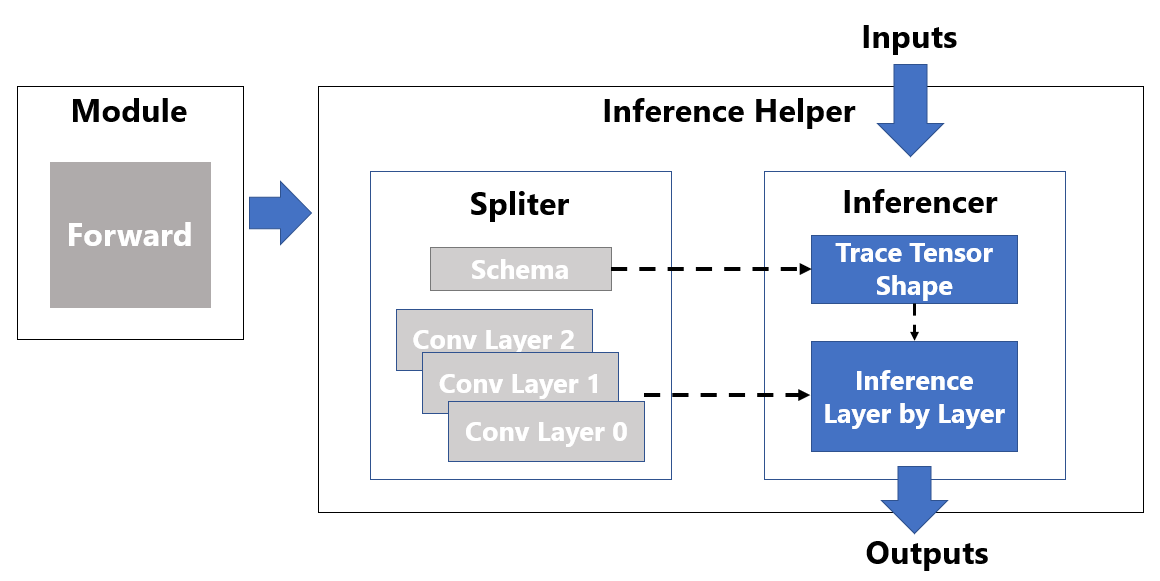 Inputs
Module
Inference Helper
Forward
Spliter
Schema
Conv Layer 2
Conv Layer 1
Conv Layer 0
Inferencer
Trace Tensor
Shape
Inference
Layer by Layer
Outputs